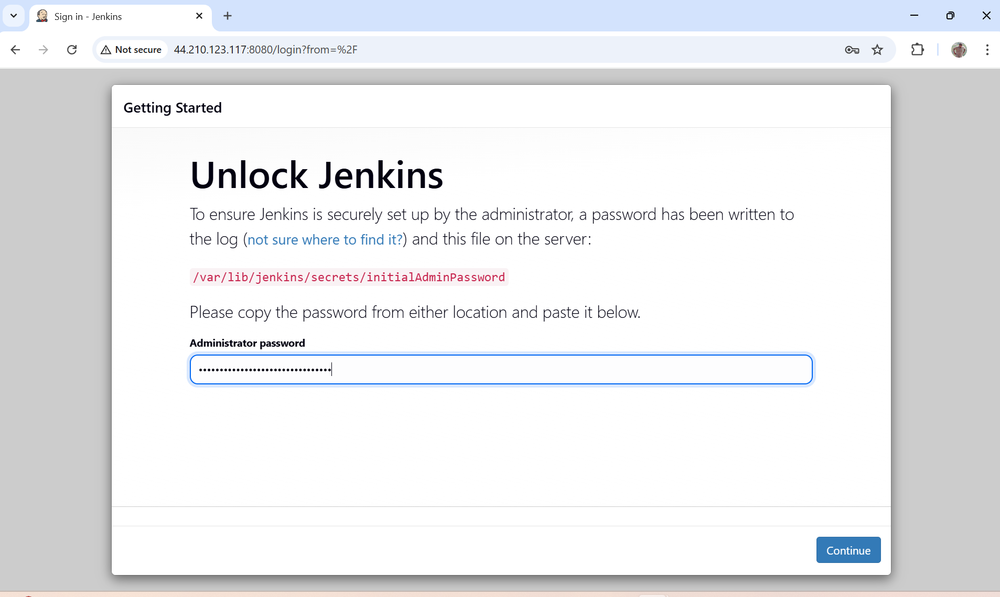 Sign in - Jenkins
Not secure
44.210.123.117:8080/login?from=%2F
Getting Started
Unlock Jenkins
To ensure Jenkins is securely set up by the administrator, a password has been written to
the log (not sure where to find it?) and this file on the server:
/var/lib/jenkins/secrets/initialAdminPassword
Please copy the password from either location and paste it below.
Administrator password
••••••••••••••••••••••••••••••••
Continue